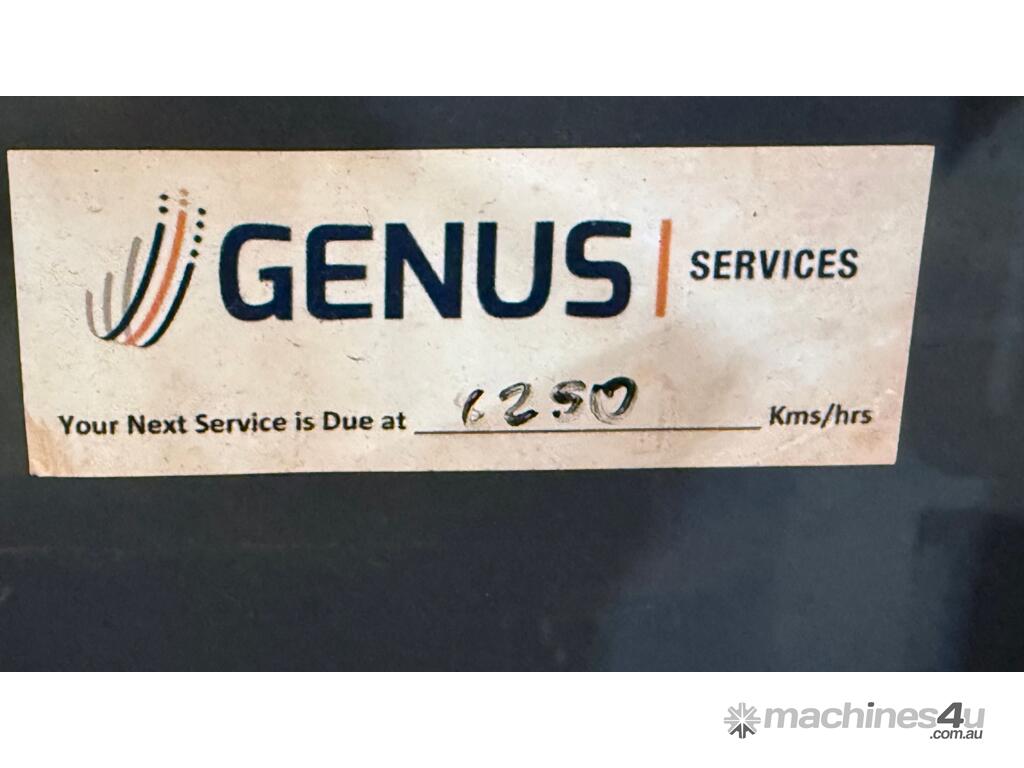 GENUS | SERVICES
Your Next Service is Due at 6250 Kms/hrs
machines4u
.com.au